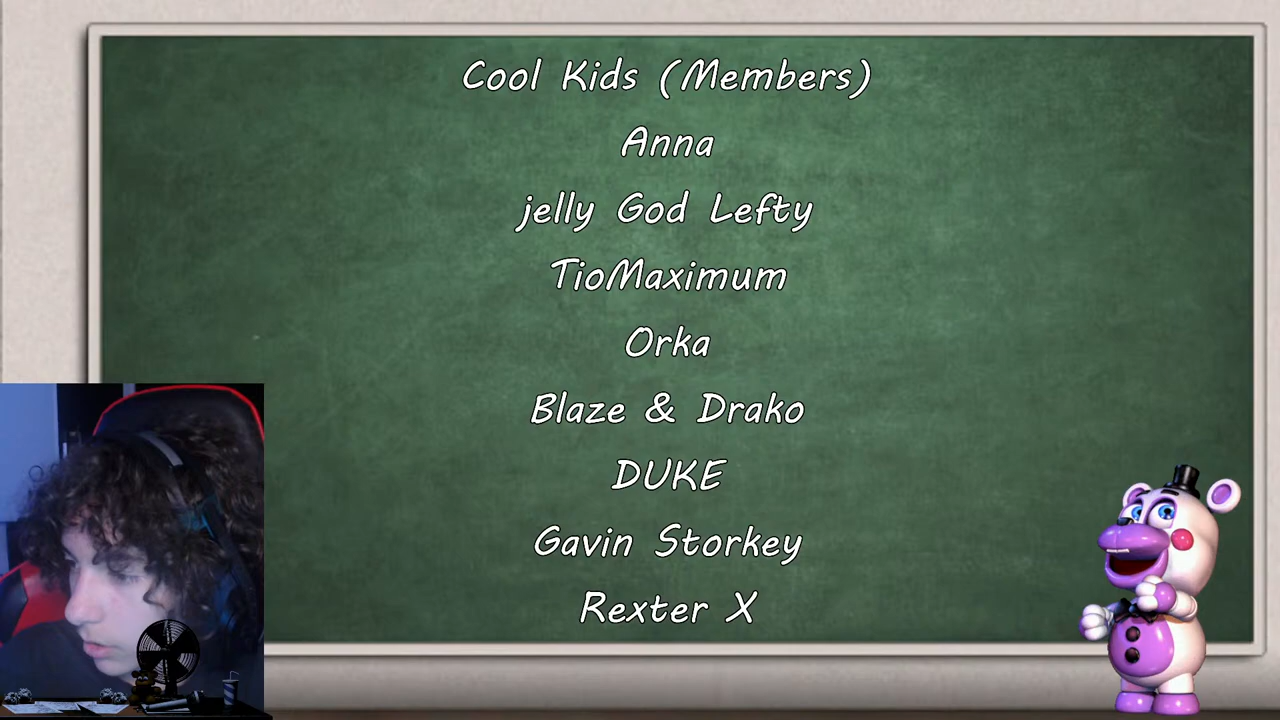 Cool Kids (Members)
Anna
jelly God Lefty
TioMaximum
Orka
Blaze & Drako
DUKE
Gavin Storkey
Rexter X